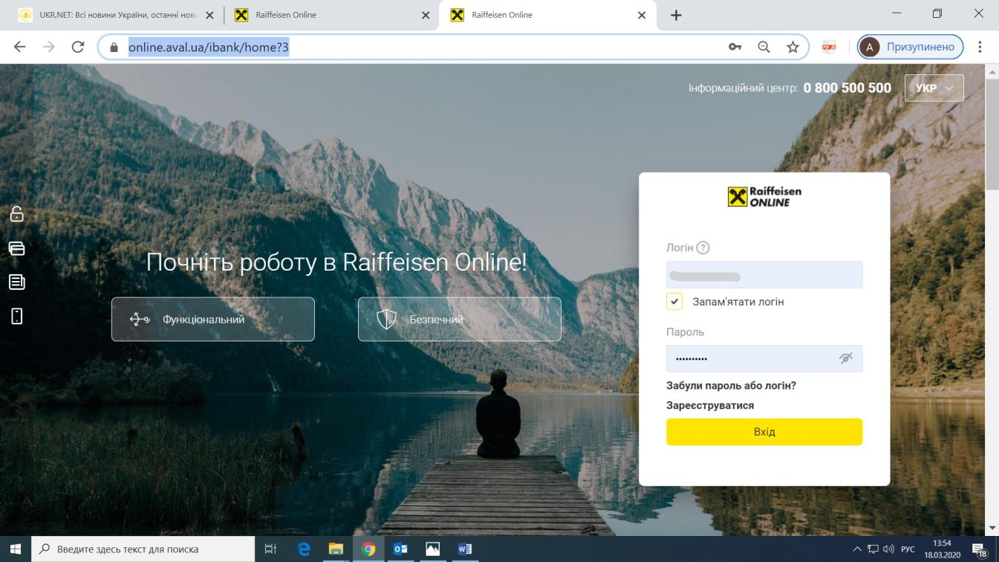 UKR.NET: Всі новини України, останні нови
Raiffeisen Online
Raiffeisen Online
online.aval.ua/ibank/home?3
A Призупинено
Інформаційний центр: 0 800 500 500
УКР
Raiffeisen
ONLINE
Логін ?
Почніть роботу в Raiffeisen Online!
Запам'ятати логін
Функціональний
Безпечний
Пароль
Забули пароль або логін?
Зареєструватися
Вхід
Введите здесь текст для поиска
РУС
13:54
18.03.2020
18